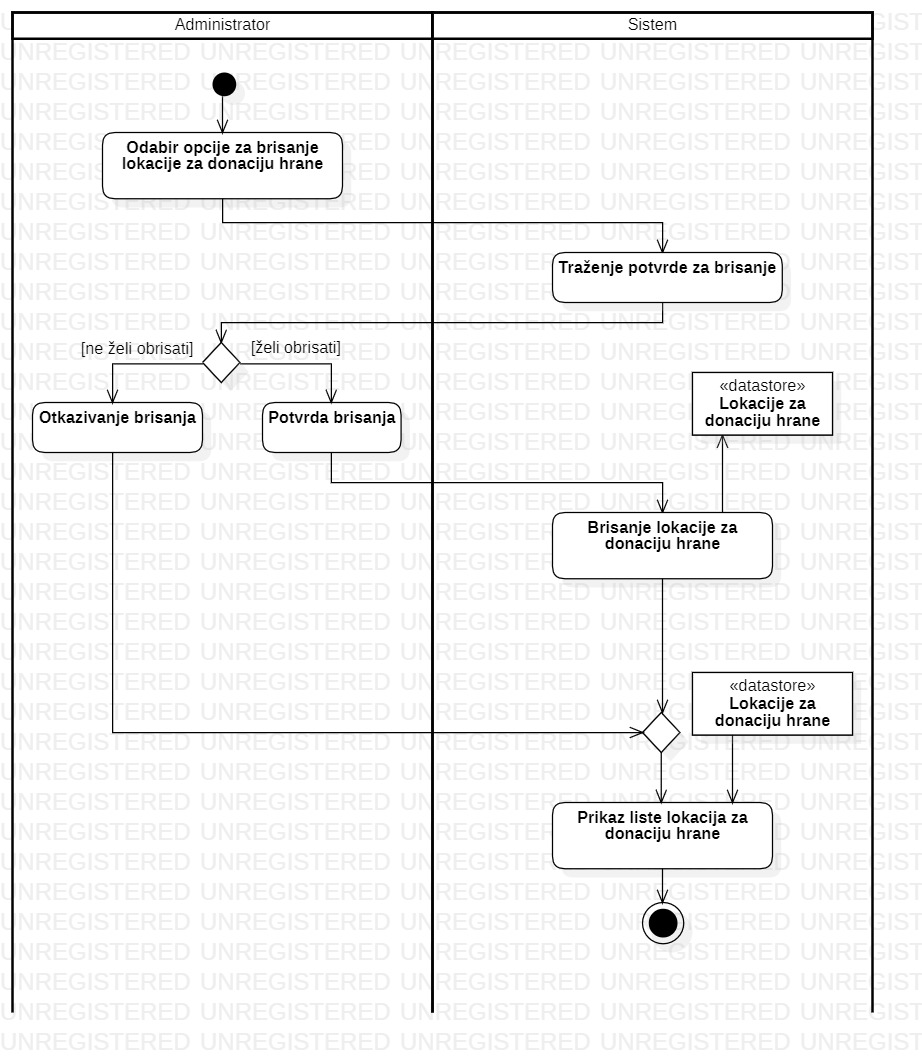 Administrator
Sistem
Odabir opcije za brisanje
lokacije za donaciju hrane
Traženje potvrde za brisanje
[ne želi obrisati]
[želi obrisati]
Otkazivanje brisanja
Potvrda brisanja
«datastore»
Lokacije za
donaciju hrane
Brisanje lokacije za
donaciju hrane
«datastore»
Lokacije za
donaciju hrane
Prikaz liste lokacija za
donaciju hrane
UNREGISTERED UNREGISTERED UNREGISTERED UNREGISTERED UNREGIST